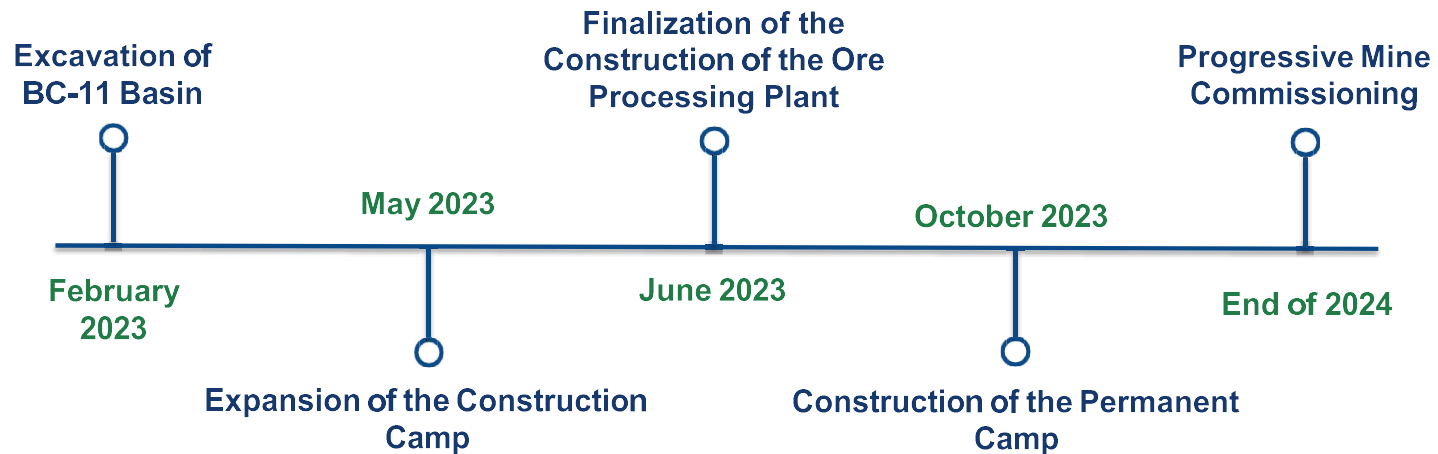 Excavation of
BC-11 Basin
February
2023
May 2023
Expansion of the Construction
Camp
Finalization of the
Construction of the Ore
Processing Plant
June 2023
October 2023
Construction of the Permanent
Camp
Progressive Mine
Commissioning
End of 2024